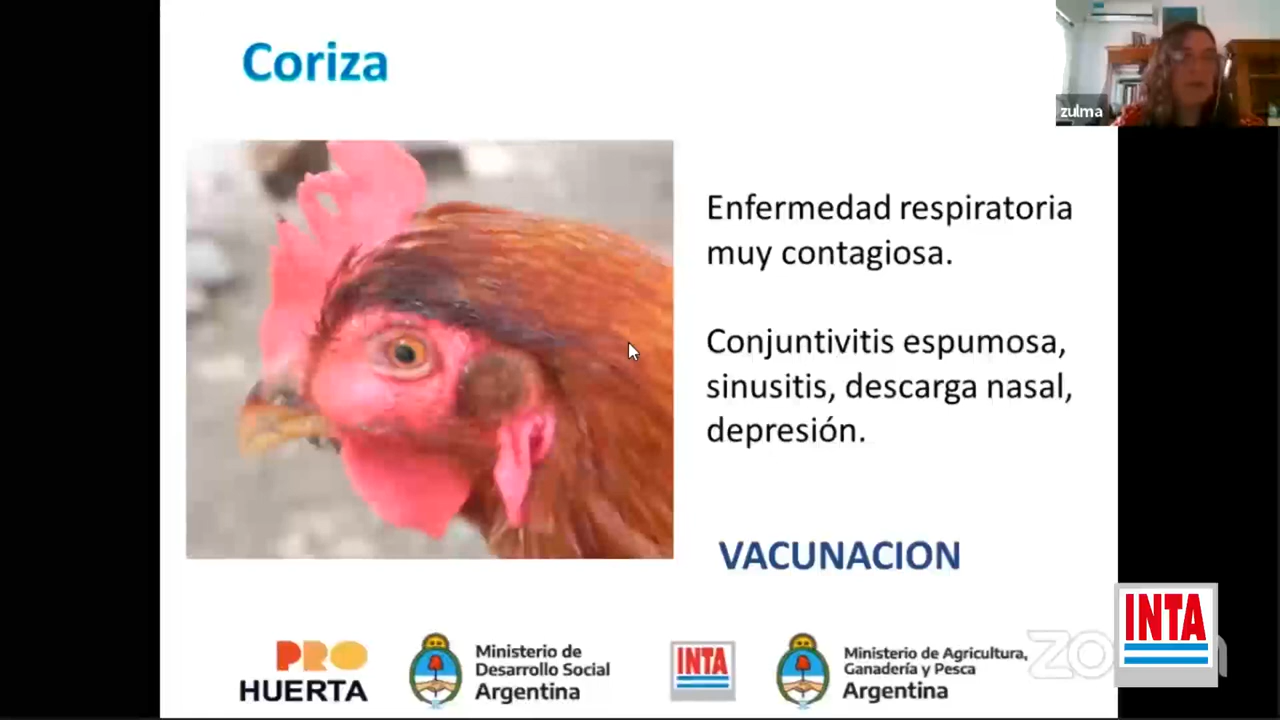 Coriza
zulma
Enfermedad respiratoria
muy contagiosa.
Conjuntivitis espumosa,
sinusitis, descarga nasal,
depresión.
VACUNACION
PRO
HUERTA
Ministerio de
Desarrollo Social
Argentina
INTA
Ministerio de Agricultura,
Ganadería y Pesca
Argentina
INTA